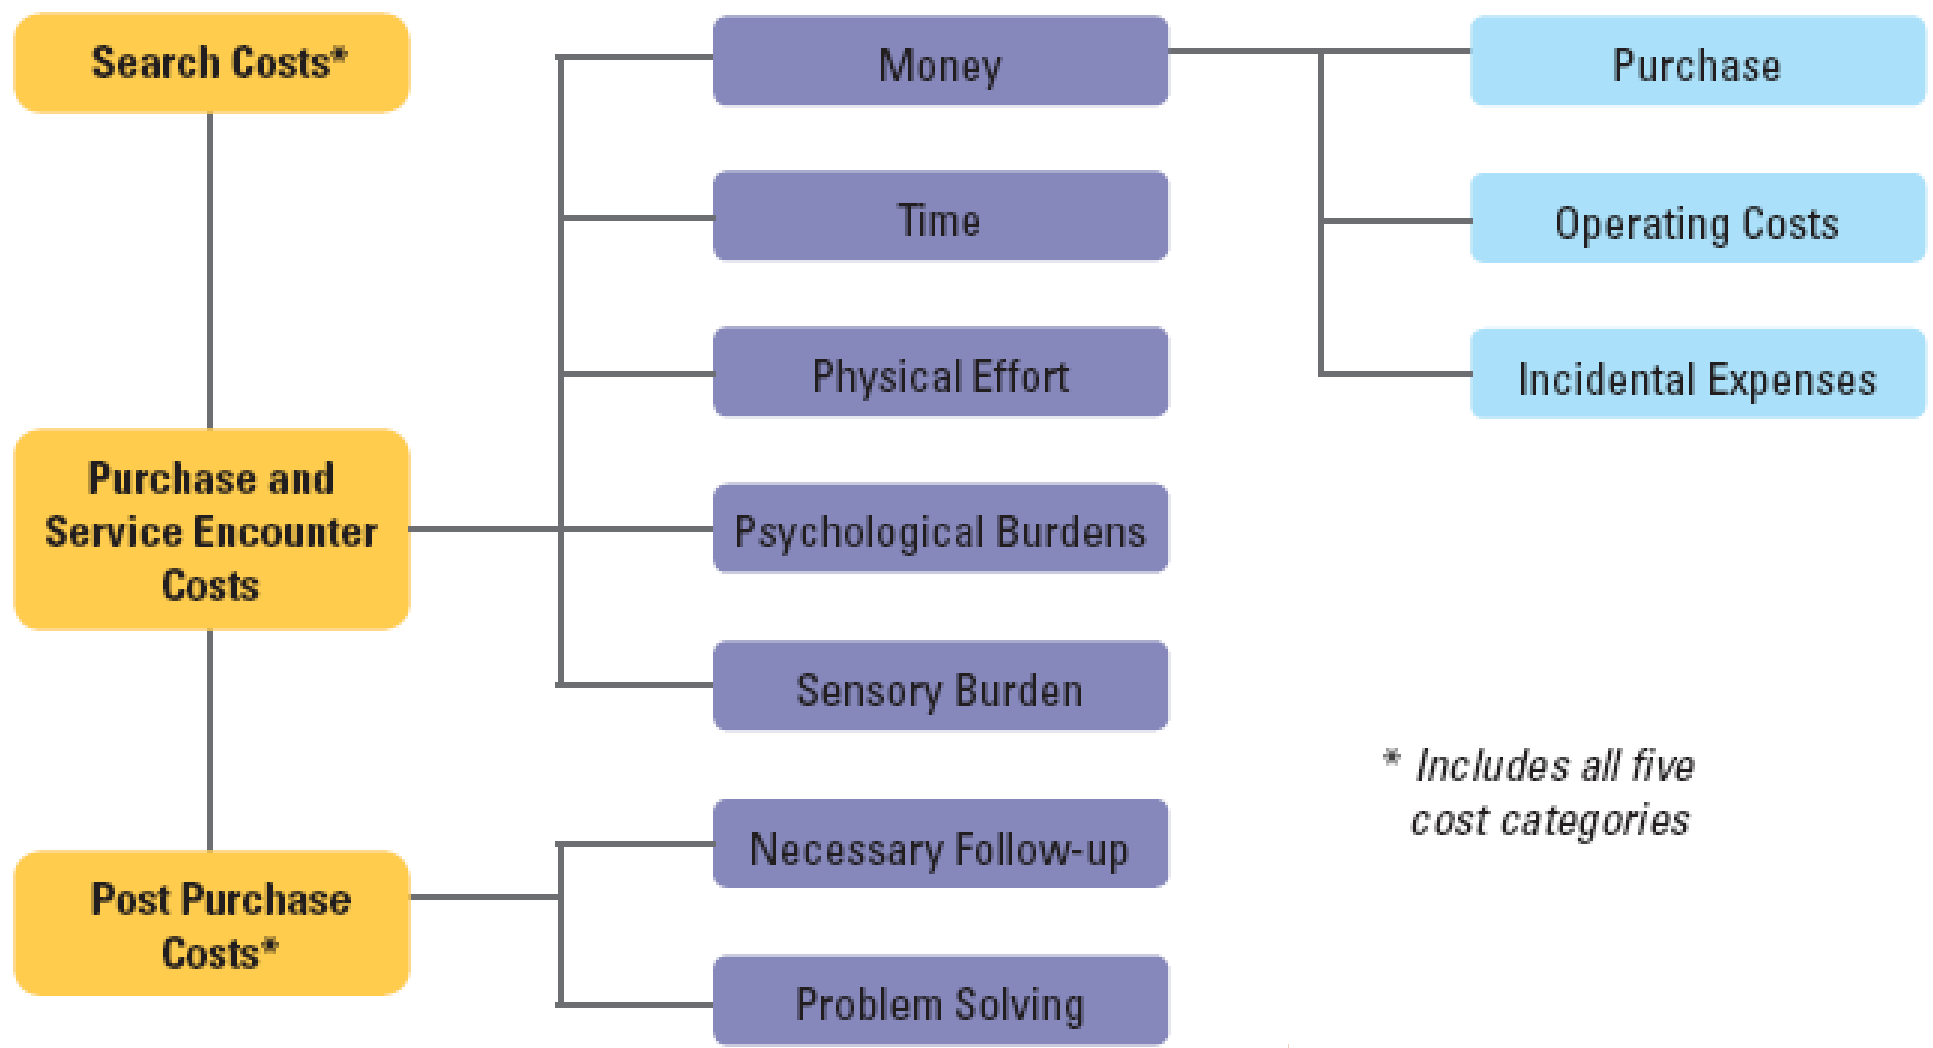 Search Costs*
Money
Purchase
Time
Operating Costs
Physical Effort
Incidental Expenses
Purchase and
Service Encounter
Costs
Psychological Burdens
Sensory Burden
* Includes all five
cost categories
Necessary Follow-up
Post Purchase
Costs*
Problem Solving